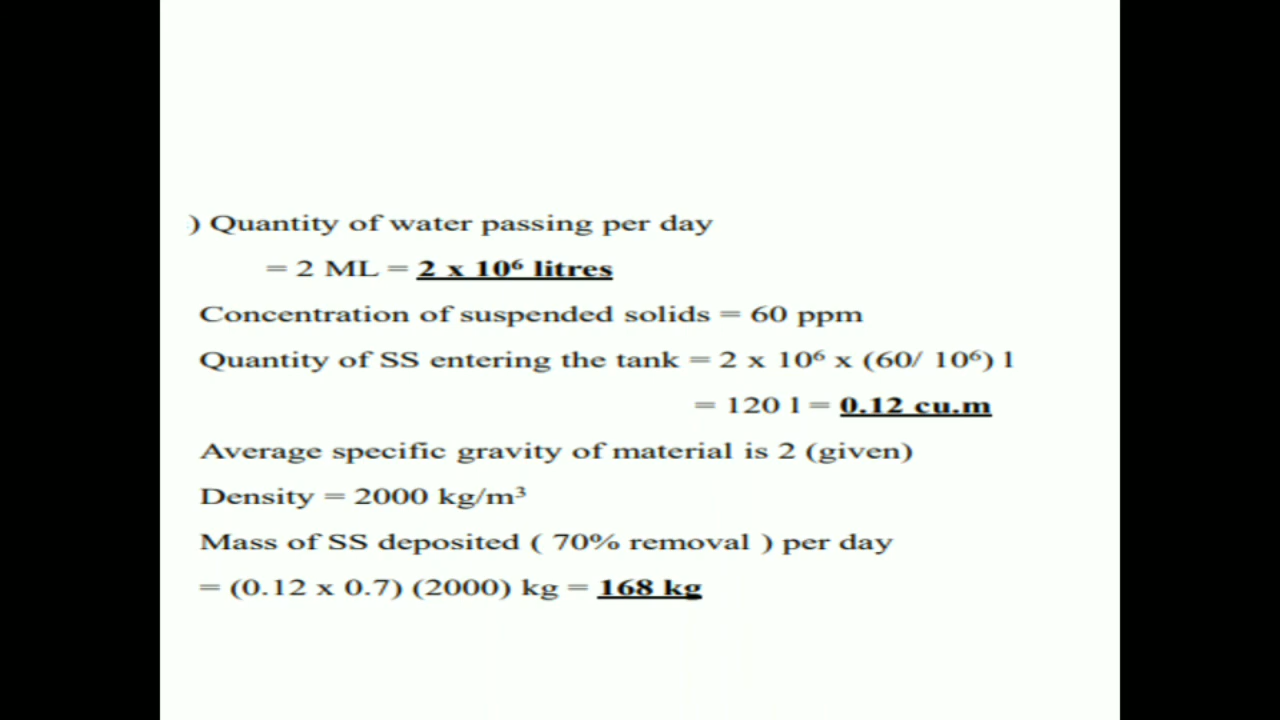 ) Quantity of water passing per day
= 2 ML = 2 x 10⁶ litres
Concentration of suspended solids = 60 ppm
Quantity of SS entering the tank = 2 x 10⁶ x (60/ 10⁶) l
= 120 l = 0.12 cu.m
Average specific gravity of material is 2 (given)
Density = 2000 kg/m³
Mass of SS deposited ( 70% removal ) per day
= (0.12 x 0.7) (2000) kg = 168 kg